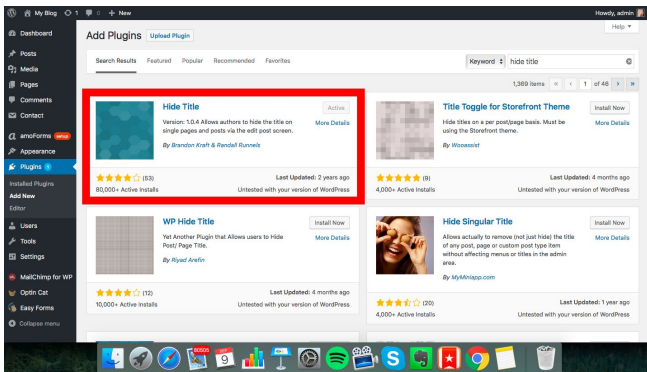 My Blog 1 0 + New Howdy, admin
Dashboard
Posts
Media
Pages
Comments
Contact
amoForms
Appearance
Plugins 1
Installed Plugins
Add New
Editor
Users
Tools
Settings
MailChimp for WP
Optin Cat
Easy Forms
Collapse menu
Help
Add Plugins Upload Plugin
Search Results Featured Popular Recommended Favorites Keyword hide title
1,369 items « ‹ 1 of 46 › »
Hide Title
Active
Version: 1.0.4 Allows authors to hide the title on
single pages and posts via the edit post screen.
More Details
By Brandon Kraft & Randall Runnels
(53) Last Updated: 2 years ago
80,000+ Active Installs Untested with your version of WordPress
Title Toggle for Storefront Theme
Install Now
Hide titles on a per post/page basis. Must be
using the Storefront theme.
More Details
By Wooassist
(9) Last Updated: 4 months ago
4,000+ Active Installs Untested with your version of WordPress
WP Hide Title
Install Now
Yet Another Plugin that Allows users to Hide
Post/ Page Title.
More Details
By Riyad Arefin
(12) Last Updated: 4 months ago
10,000+ Active Installs Untested with your version of WordPress
Hide Singular Title
Install Now
Allows actually to remove (not just hide) the title
of any post, page or custom post type item
without affecting menus or titles in the admin
area.
More Details
By MyMiniapp.com
(20) Last Updated: 1 year ago
4,000+ Active Installs Untested with your version of WordPress
9